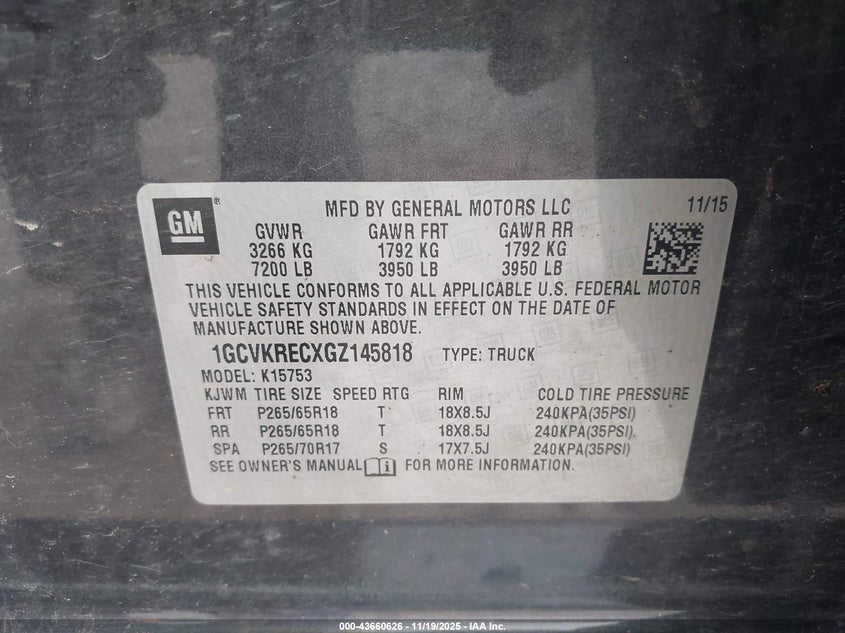 GM®
MFD BY GENERAL MOTORS LLC 11/15
GVWR GAWR FRT GAWR RR
3266 KG 1792 KG 1792 KG
7200 LB 3950 LB 3950 LB
THIS VEHICLE CONFORMS TO ALL APPLICABLE U.S. FEDERAL MOTOR
VEHICLE SAFETY STANDARDS IN EFFECT ON THE DATE OF
MANUFACTURE SHOWN ABOVE.
1GCVKRECXGZ145818 TYPE: TRUCK
MODEL: K15753
KJWM TIRE SIZE SPEED RTG RIM COLD TIRE PRESSURE
FRT P265/65R18 T 18X8.5J 240KPA(35PSI)
RR P265/65R18 T 18X8.5J 240KPA(35PSI)
SPA P265/70R17 S 17X7.5J 240KPA(35PSI)
SEE OWNER'S MANUAL FOR MORE INFORMATION.
000-43660626 - 11/19/2025 - IAA Inc.